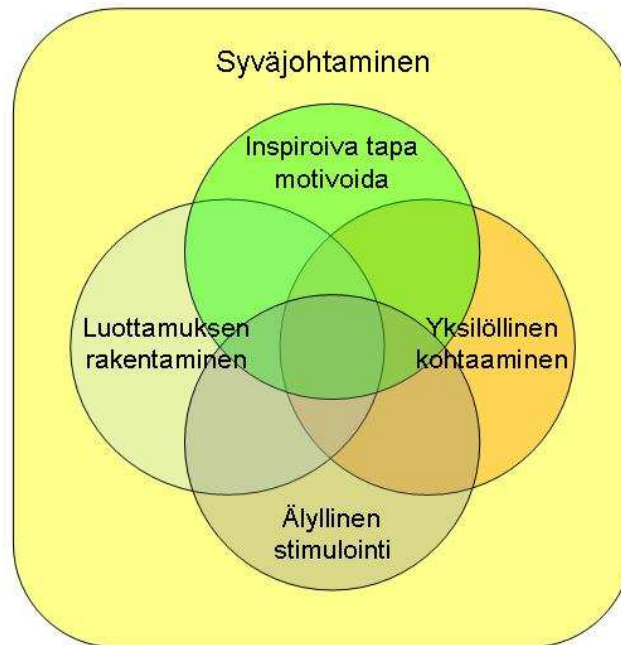 Syväjohtaminen
Inspiroiva tapa
motivoida
Luottamuksen
rakentaminen
Yksilöllinen
kohtaaminen
Älyllinen
stimulointi